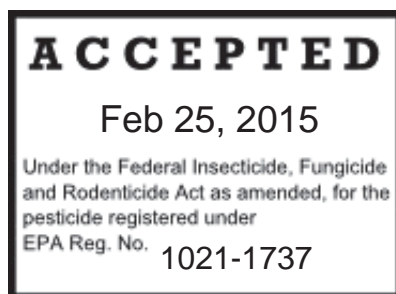 ACCEPTED
Feb 25, 2015
Under the Federal Insecticide, Fungicide
and Rodenticide Act as amended, for the
pesticide registered under
EPA Reg. No. 1021-1737